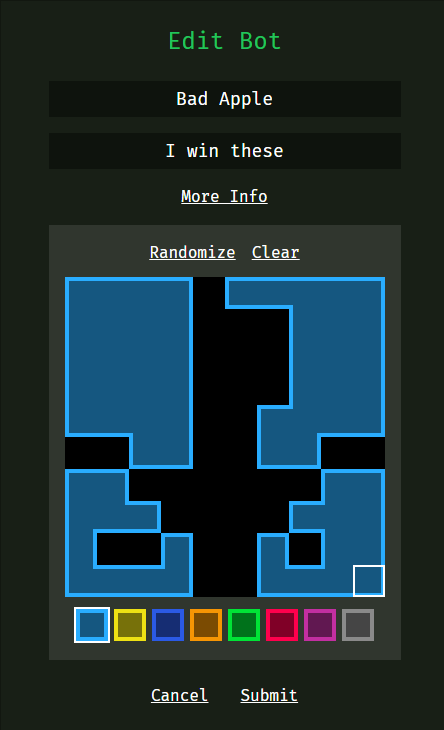 Edit Bot
Bad Apple
I win these
More Info
Randomize Clear
Cancel Submit